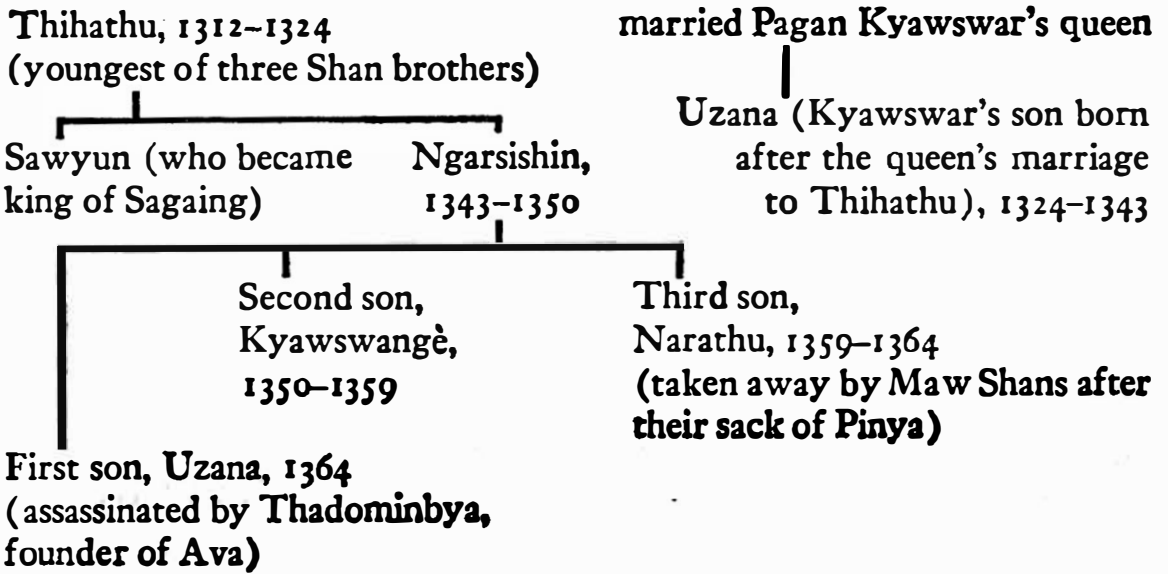 Thihathu, 1312–1324
(youngest of three Shan brothers)
married Pagan Kyawswar's queen
Uzana (Kyawswar's son born
after the queen's marriage
to Thihathu), 1324–1343
Sawyun (who became
king of Sagaing)
Ngarsishin,
1343–1350
Second son,
Kyawswangè,
1350–1359
Third son,
Narathu, 1359–1364
(taken away by Maw Shans after
their sack of Pinya)
First son, Uzana, 1364
(assassinated by Thadominbya,
founder of Ava)